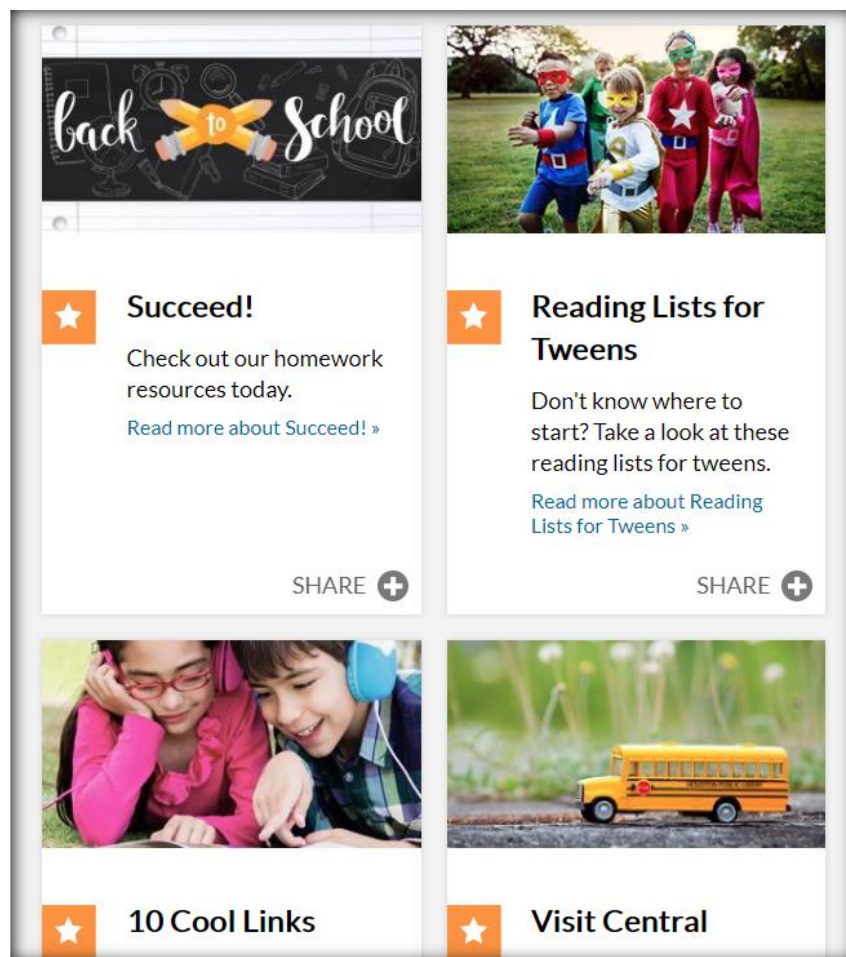 back to School
Succeed!
Check out our homework
resources today.
Read more about Succeed! »
SHARE
Reading Lists for
Tweens
Don't know where to
start? Take a look at these
reading lists for tweens.
Read more about Reading
Lists for Tweens »
SHARE
10 Cool Links
Visit Central